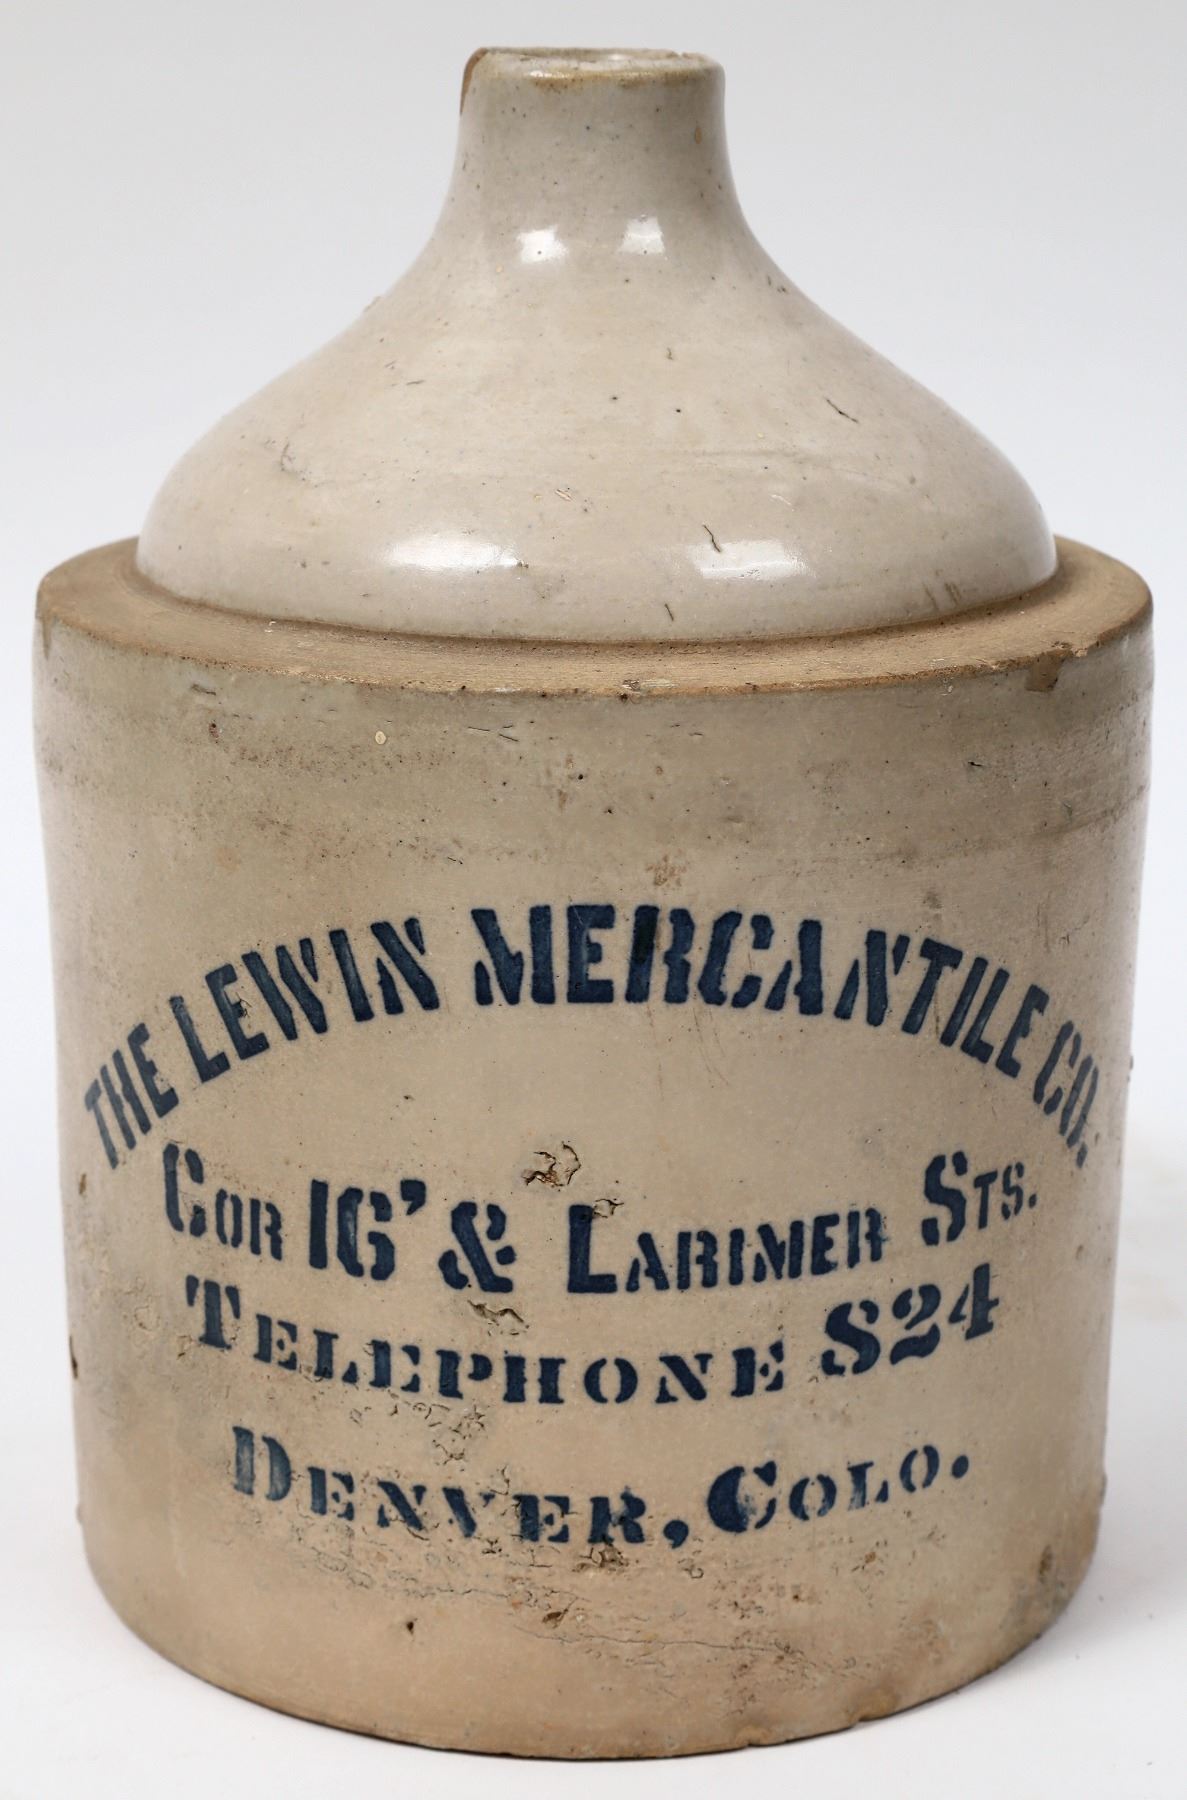 THE LEWIN MERCANTILE CO.
COR 16' & LARIMER STS.
TELEPHONE 824
DENVER, COLO.